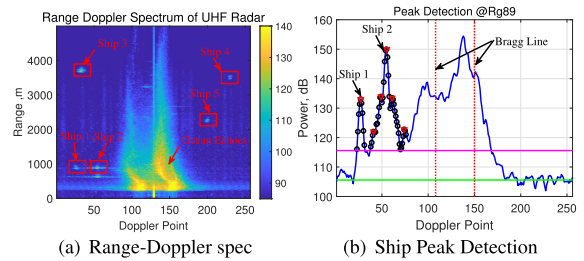 Range Doppler Spectrum of UHF Radar
Range ,m
5000
4000
3000
2000
1000
0
Ship 3
Ship 4
Ship 5
Ship 1
Ship 2
50
100
150
200
250
Doppler Point
140
130
120
110
100
90
(a) Range-Doppler spec
Peak Detection @Rg89
Power, dB
160
150
140
130
120
110
100
Ship 1
Ship 2
Bragg Line
0
50
100
150
200
250
Doppler Point
(b) Ship Peak Detection